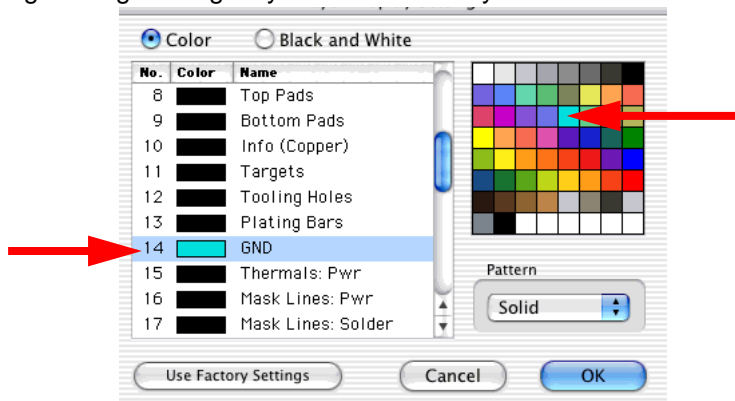 Color Black and White
No. Color Name
8 Top Pads
9 Bottom Pads
10 Info (Copper)
11 Targets
12 Tooling Holes
13 Plating Bars
14 GND
15 Thermals: Pwr
16 Mask Lines: Pwr
17 Mask Lines: Solder
Pattern
Solid
Use Factory Settings Cancel OK